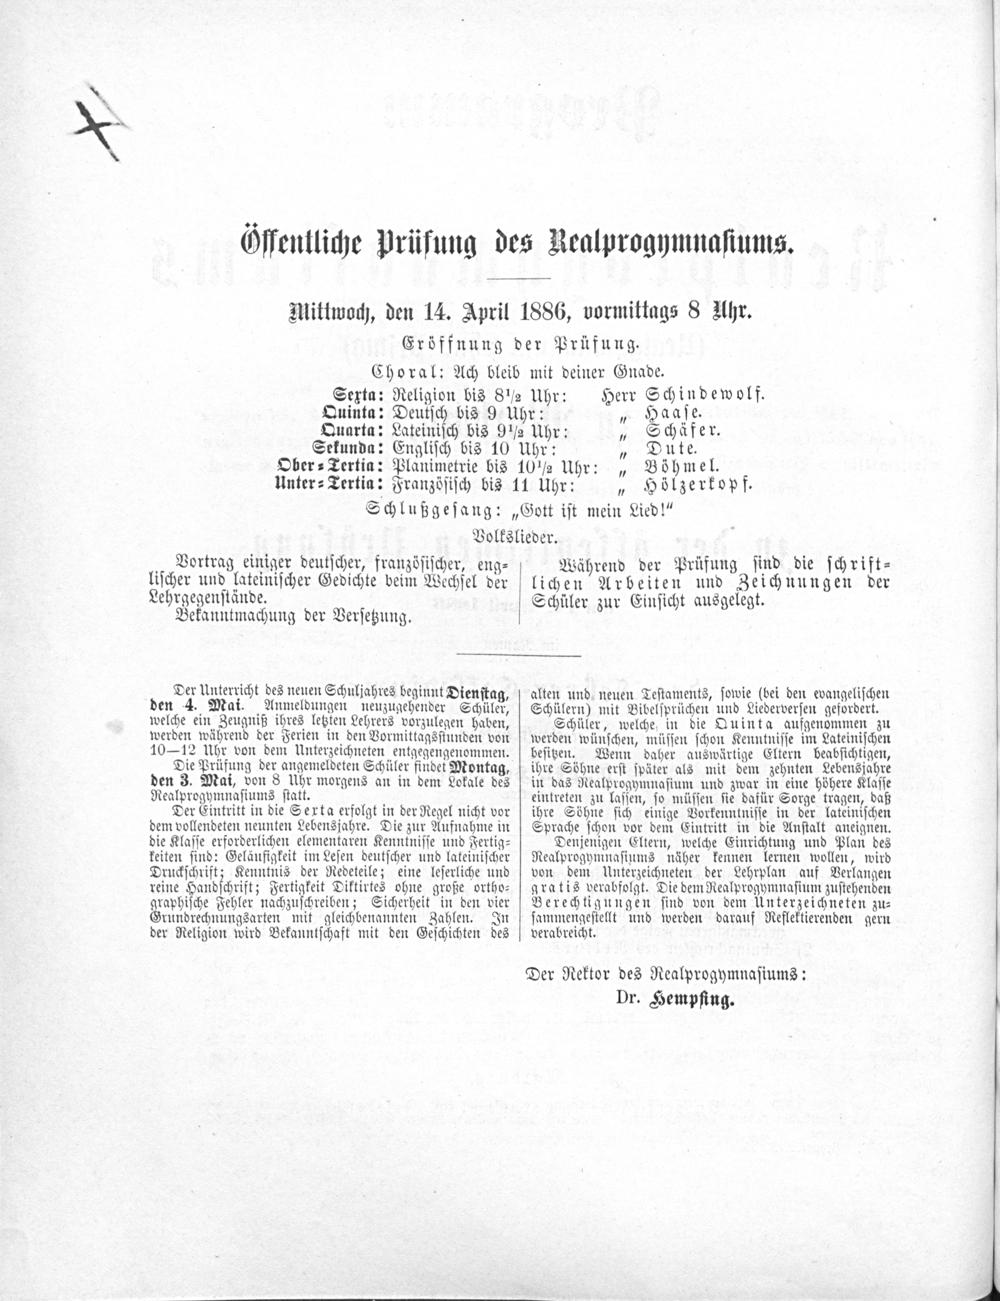 Öffentliche Prüfung des Realprogymnasiums.
Mittwoch, den 14. April 1886, vormittags 8 Uhr.
Eröffnung der Prüfung.
Choral: Ach bleib mit deiner Gnade.
Sexta: Religion bis 8 1/2 Uhr: Herr Schindewolf.
Quinta: Deutsch bis 9 Uhr: „ Haase.
Quarta: Lateinisch bis 9 1/2 Uhr: „ Schäfer.
Sekunda: Englisch bis 10 Uhr: „ Dute.
Ober-Tertia: Planimetrie bis 10 1/2 Uhr: „ Böhmel.
Unter-Tertia: Französisch bis 11 Uhr: „ Hölzerkopf.
Schlußgesang: „Gott ist mein Lied!“
Volkslieder.
Vortrag einiger deutscher, französischer, eng-
lischer und lateinischer Gedichte beim Wechsel der
Lehrgegenstände.
Bekanntmachung der Versetzung.
Während der Prüfung sind die schrift-
lichen Arbeiten und Zeichnungen der
Schüler zur Einsicht ausgelegt.
Der Unterricht des neuen Schuljahres beginnt Dienstag,
den 4. Mai. Anmeldungen neuzugehender Schüler,
welche ein Zeugniß ihres letzten Lehrers vorzulegen haben,
werden während der Ferien in den Vormittagsstunden von
10—12 Uhr von dem Unterzeichneten entgegengenommen.
Die Prüfung der angemeldeten Schüler findet Montag,
den 3. Mai, von 8 Uhr morgens an in dem Lokale des
Realprogymnasiums statt.
Der Eintritt in die Sexta erfolgt in der Regel nicht vor
dem vollendeten neunten Lebensjahre. Die zur Aufnahme in
die Klasse erforderlichen elementaren Kenntnisse und Fertig-
keiten sind: Geläufigkeit im Lesen deutscher und lateinischer
Druckschrift; Kenntnis der Redeteile; eine leserliche und
reine Handschrift; Fertigkeit Diktirtes ohne große ortho-
graphische Fehler nachzuschreiben; Sicherheit in den vier
Grundrechnungsarten mit gleichbenannten Zahlen. In
der Religion wird Bekanntschaft mit den Geschichten des
alten und neuen Testaments, sowie (bei den evangelischen
Schülern) mit Bibelsprüchen und Liederversen gefordert.
Schüler, welche in die Quinta aufgenommen zu
werden wünschen, müssen schon Kenntnisse im Lateinischen
besitzen. Wenn daher auswärtige Eltern beabsichtigen,
ihre Söhne erst später als mit dem zehnten Lebensjahre
in das Realprogymnasium und zwar in eine höhere Klasse
eintreten zu lassen, so müssen sie dafür Sorge tragen, daß
ihre Söhne sich einige Vorkenntnisse in der lateinischen
Sprache schon vor dem Eintritt in die Anstalt aneignen.
Denjenigen Eltern, welche Einrichtung und Plan des
Realprogymnasiums näher kennen lernen wollen, wird
von dem Unterzeichneten der Lehrplan auf Verlangen
gratis verabfolgt. Die dem Realprogymnasium zustehenden
Berechtigungen sind von dem Unterzeichneten zu-
sammengestellt und werden darauf Reflektierenden gern
verabreicht.
Der Rektor des Realprogymnasiums:
Dr. Hempfing.